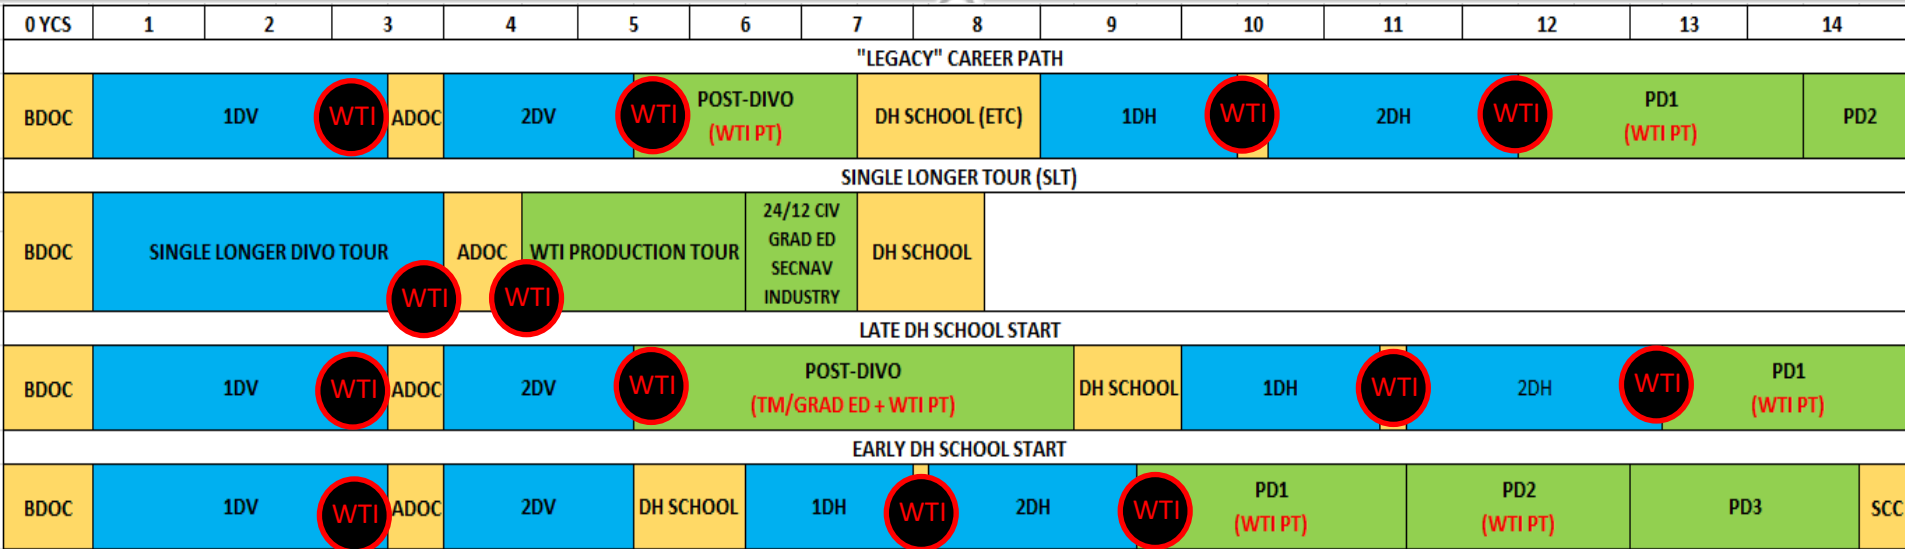 0 YCS 1 2 3 4 5 6 7 8 9 10 11 12 13 14
"LEGACY" CAREER PATH
BDOC 1DV WTI ADOC 2DV WTI POST-DIVO (WTI PT) DH SCHOOL (ETC) 1DH WTI 2DH WTI PD1 (WTI PT) PD2
SINGLE LONGER TOUR (SLT)
BDOC SINGLE LONGER DIVO TOUR WTI ADOC WTI WTI PRODUCTION TOUR 24/12 CIV GRAD ED SECNAV INDUSTRY DH SCHOOL
LATE DH SCHOOL START
BDOC 1DV WTI ADOC 2DV WTI POST-DIVO (TM/GRAD ED + WTI PT) DH SCHOOL 1DH WTI 2DH WTI PD1 (WTI PT)
EARLY DH SCHOOL START
BDOC 1DV WTI ADOC 2DV DH SCHOOL 1DH WTI 2DH WTI PD1 (WTI PT) PD2 (WTI PT) PD3 SCC